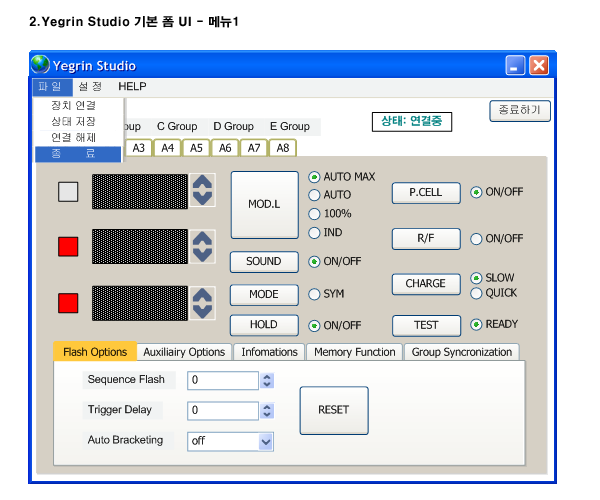 2.Yegrin Studio 기본 폼 UI - 메뉴1
Yegrin Studio
파 일 설 정 HELP
장치 연결
상태 저장
연결 해제
종 료
종료하기
상태: 연결중
oup C Group D Group E Group
A3 A4 A5 A6 A7 A8
MOD.L
AUTO MAX
AUTO
100%
IND
P.CELL ON/OFF
R/F ON/OFF
SOUND ON/OFF
CHARGE SLOW
QUICK
MODE SYM
HOLD ON/OFF
TEST READY
Flash Options Auxiliairy Options Infomations Memory Function Group Syncronization
Sequence Flash 0
Trigger Delay 0
RESET
Auto Bracketing off